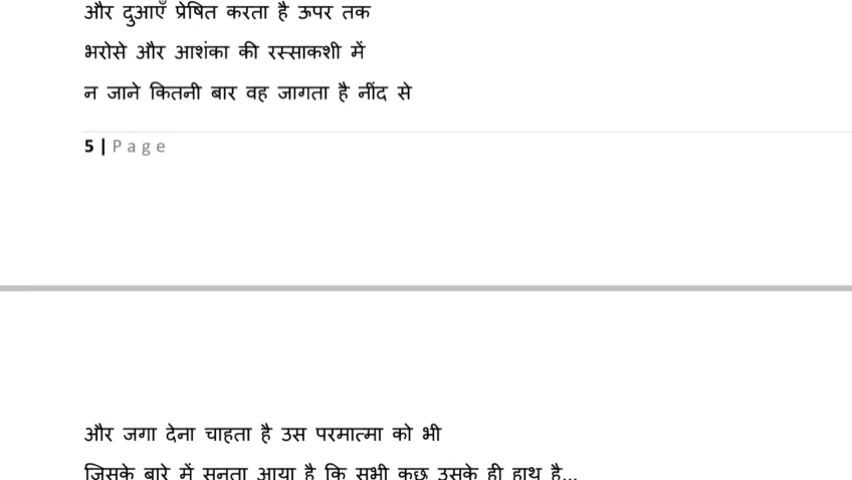 और दुआएँ प्रेषित करता है ऊपर तक
भरोसे और आशंका की रस्साकशी में
न जाने कितनी बार वह जागता है नींद से
5 | Page
और जगा देना चाहता है उस परमात्मा को भी
जिसके बारे में सुनता आया है कि सभी कुछ उसके ही हाथ है...